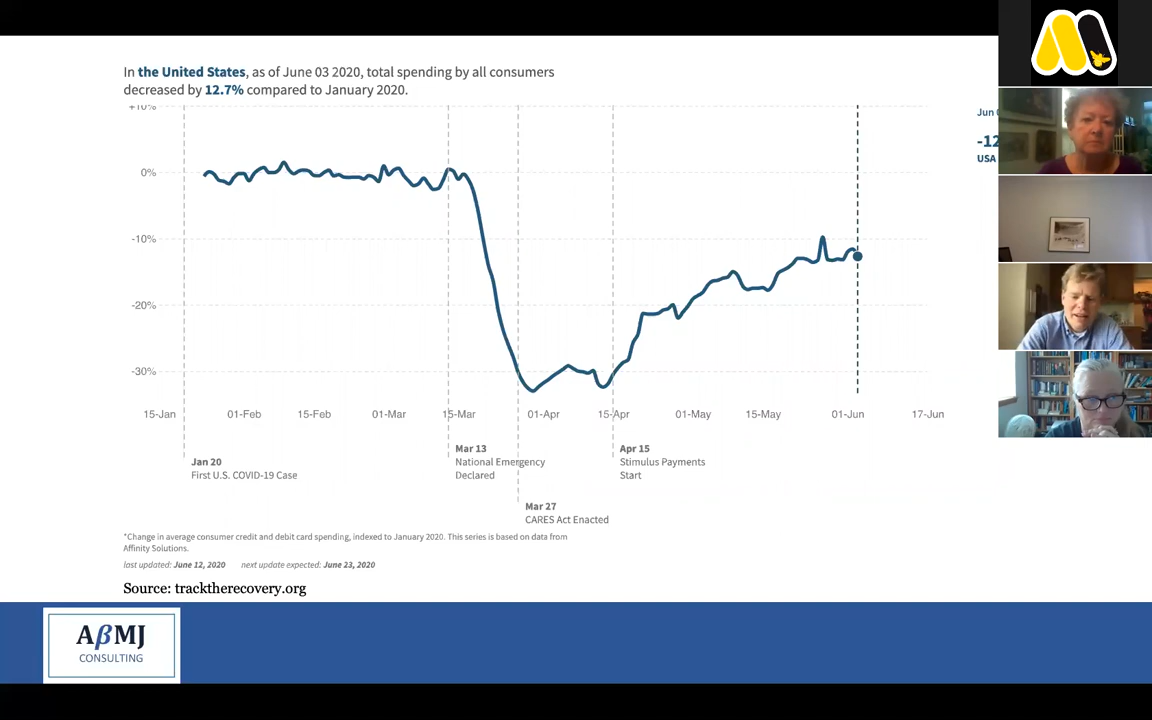 In the United States, as of June 03 2020, total spending by all consumers
decreased by 12.7% compared to January 2020.
+10%
0%
-10%
-20%
-30%
15-Jan 01-Feb 15-Feb 01-Mar 15-Mar 01-Apr 15-Apr 01-May 15-May 01-Jun 17-Jun
Jan 20
First U.S. COVID-19 Case
Mar 13
National Emergency
Declared
Mar 27
CARES Act Enacted
Apr 15
Stimulus Payments
Start
Jun
-12
USA
*Change in average consumer credit and debit card spending, indexed to January 2020. This series is based on data from
Affinity Solutions.
last updated: June 12, 2020 next update expected: June 23, 2020
Source: tracktherecovery.org
AβMJ
CONSULTING